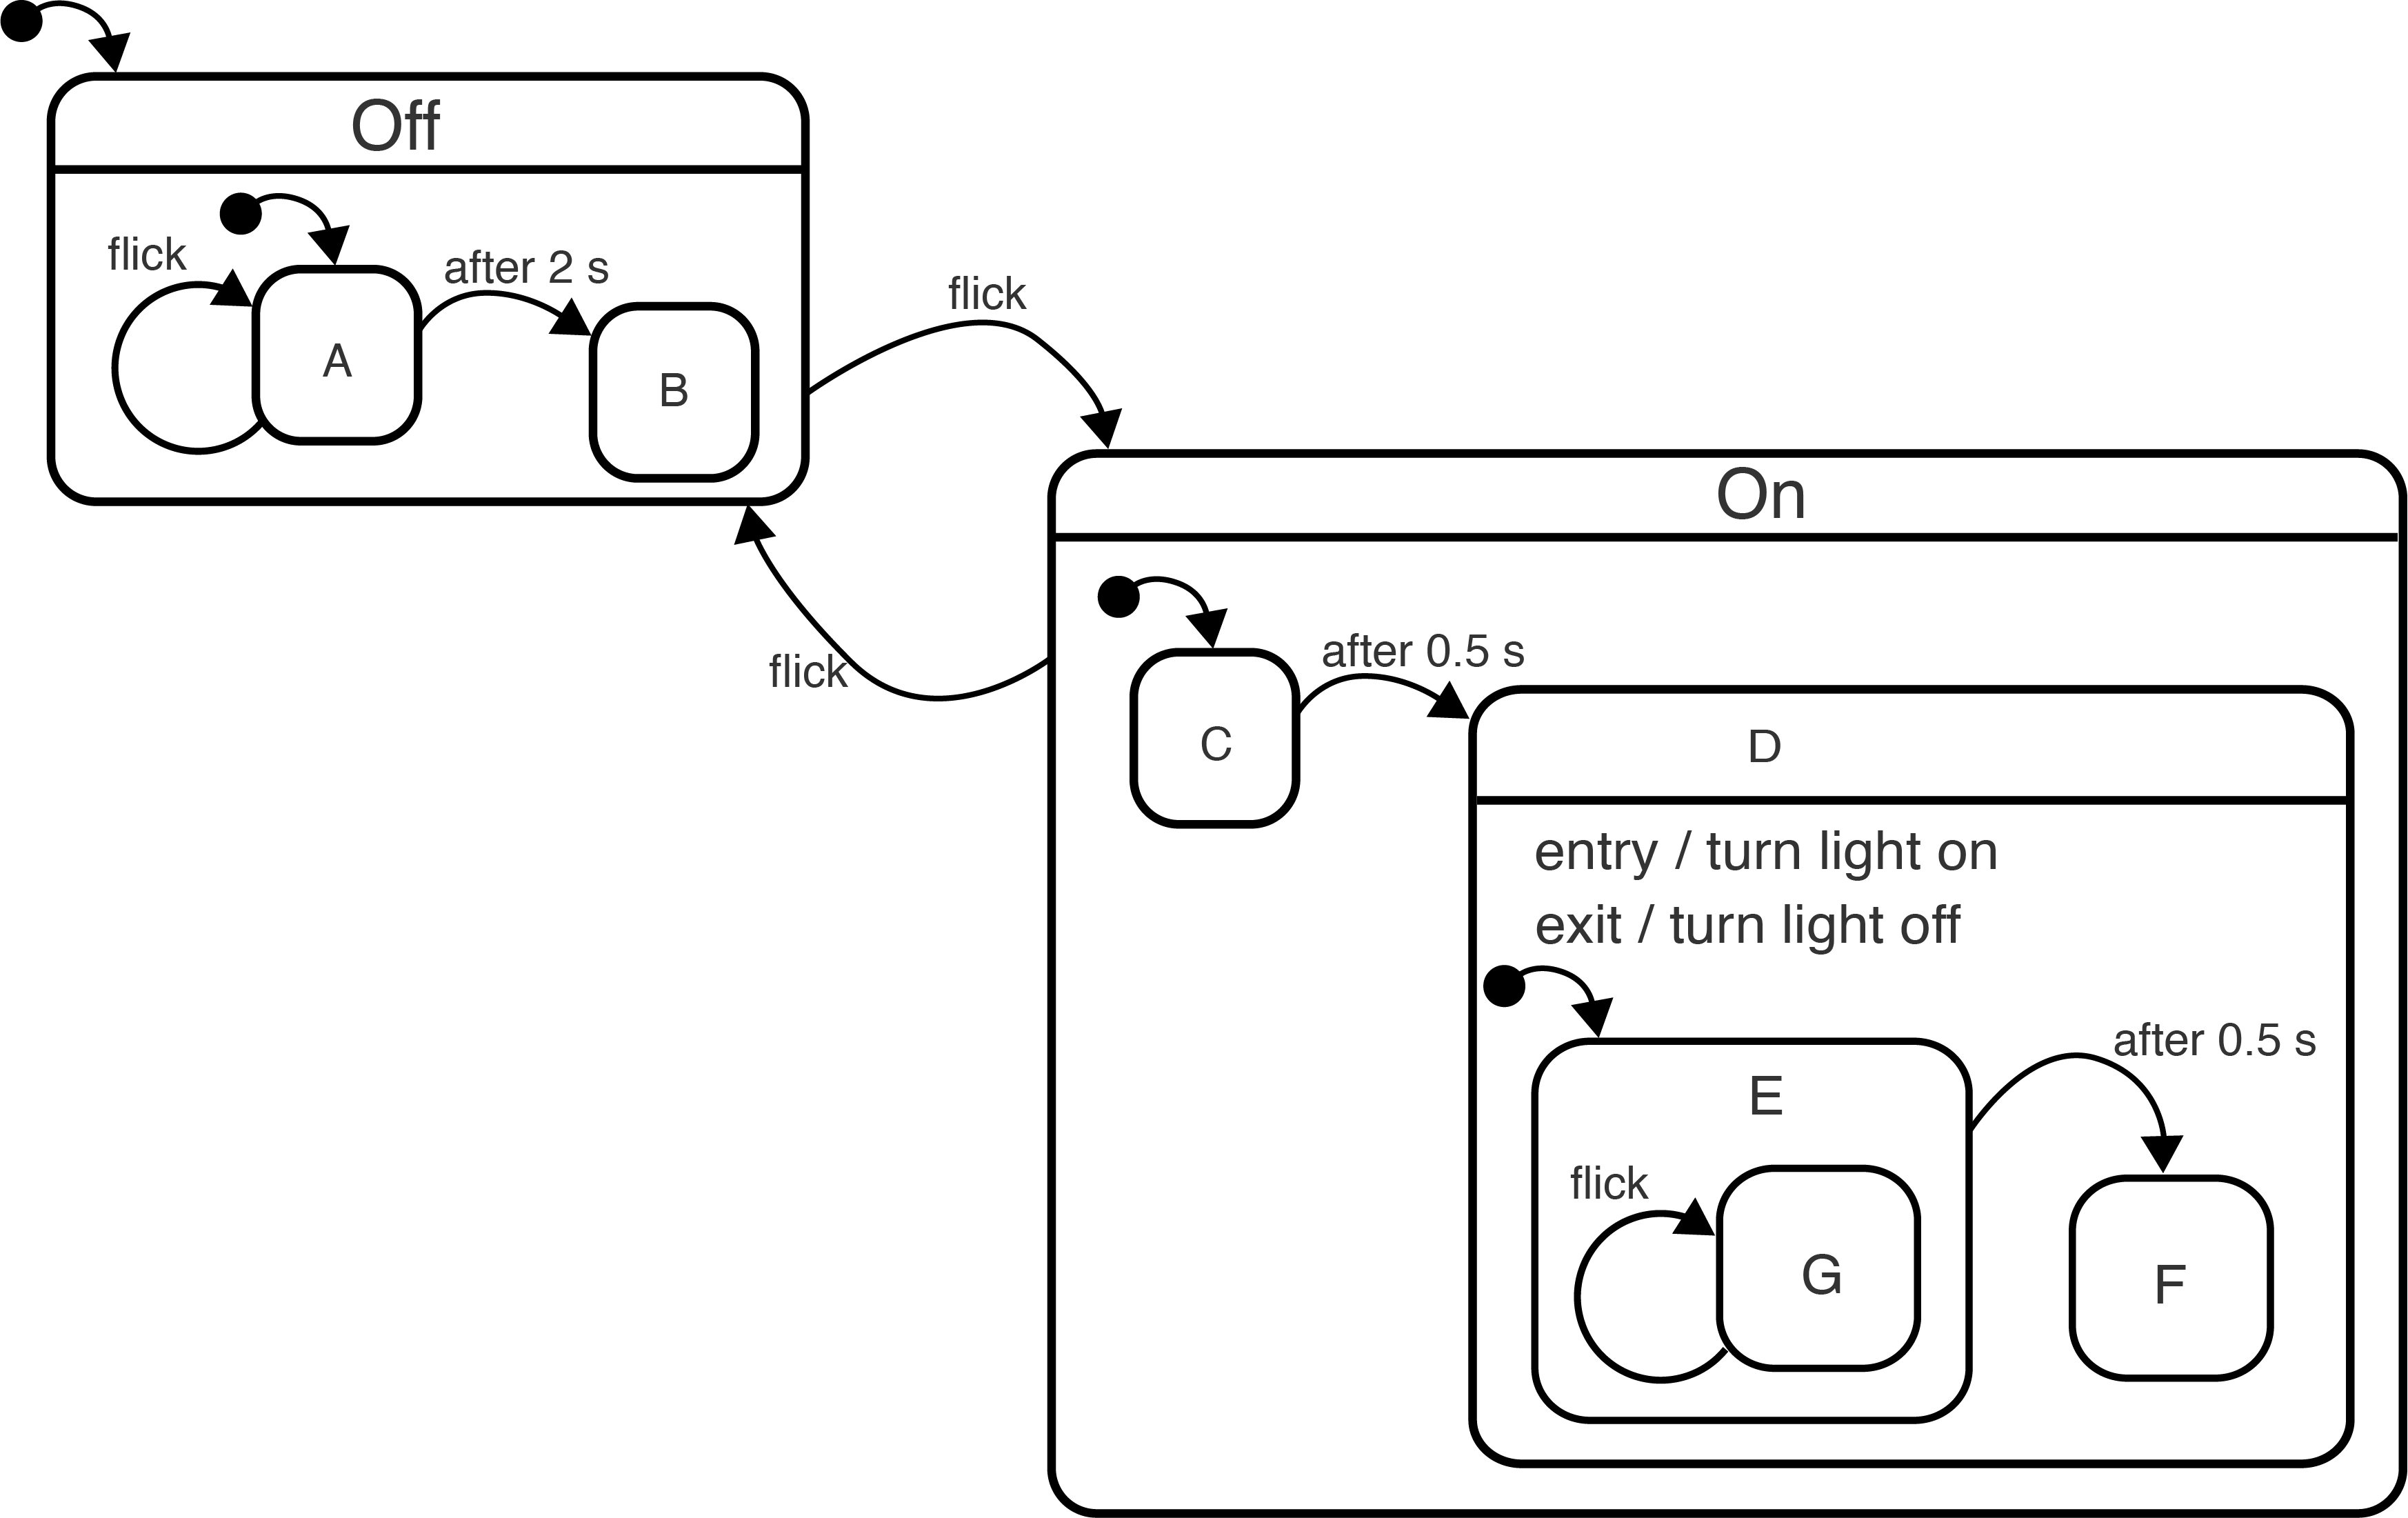 Off
flick
after 2 s
A
B
flick
flick
On
after 0.5 s
C
D
entry / turn light on
exit / turn light off
E
after 0.5 s
flick
G
F